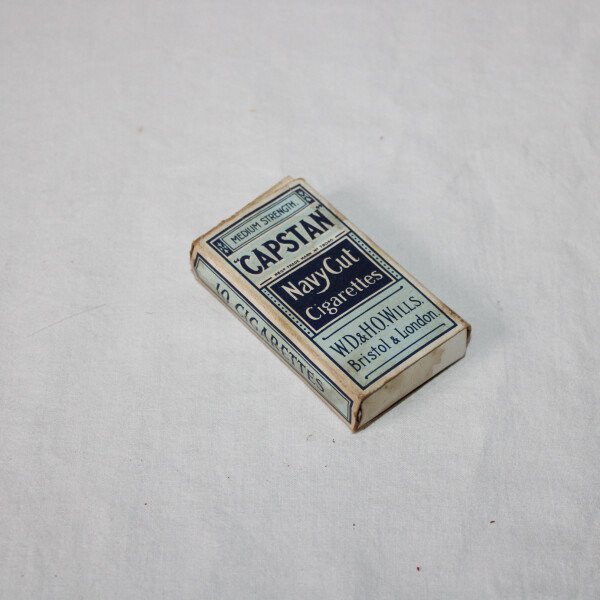 MEDIUM STRENGTH.
"CAPSTAN"
Navy Cut
Cigarettes
W.D.& H.O. WILLS.
Bristol & London.
10 CIGARETTES